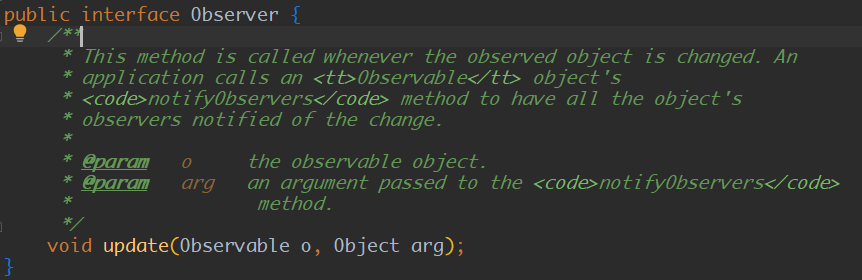 public interface Observer {
/**
* This method is called whenever the observed object is changed. An
* application calls an <tt>Observable</tt> object's
* <code>notifyObservers</code> method to have all the object's
* observers notified of the change.
*
* @param   o     the observable object.
* @param   arg   an argument passed to the <code>notifyObservers</code>
*                 method.
*/
void update(Observable o, Object arg);
}